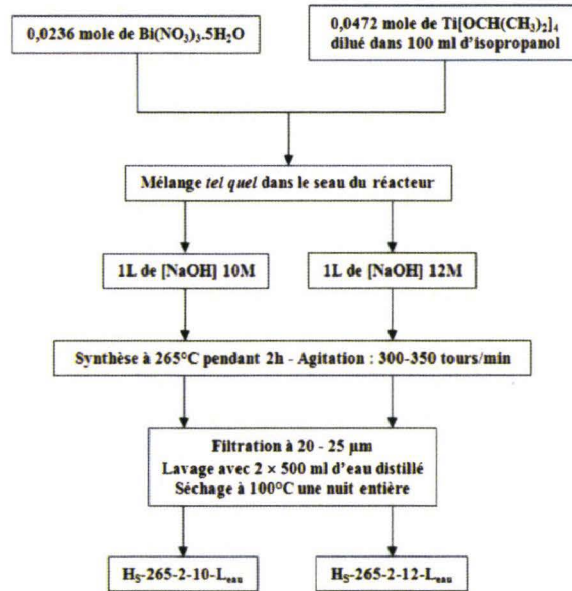 0,0236 mole de Bi(NO₃)₃.5H₂O
0,0472 mole de Ti[OCH(CH₃)₂]₄
dilué dans 100 ml d'isopropanol
Mélange tel quel dans le seau du réacteur
1L de [NaOH] 10M
1L de [NaOH] 12M
Synthèse à 265°C pendant 2h - Agitation : 300-350 tours/min
Filtration à 20 - 25 µm
Lavage avec 2 × 500 ml d'eau distillé
Séchage à 100°C une nuit entière
Hₛ-265-2-10-Lₑₐᵤ
Hₛ-265-2-12-Lₑₐᵤ